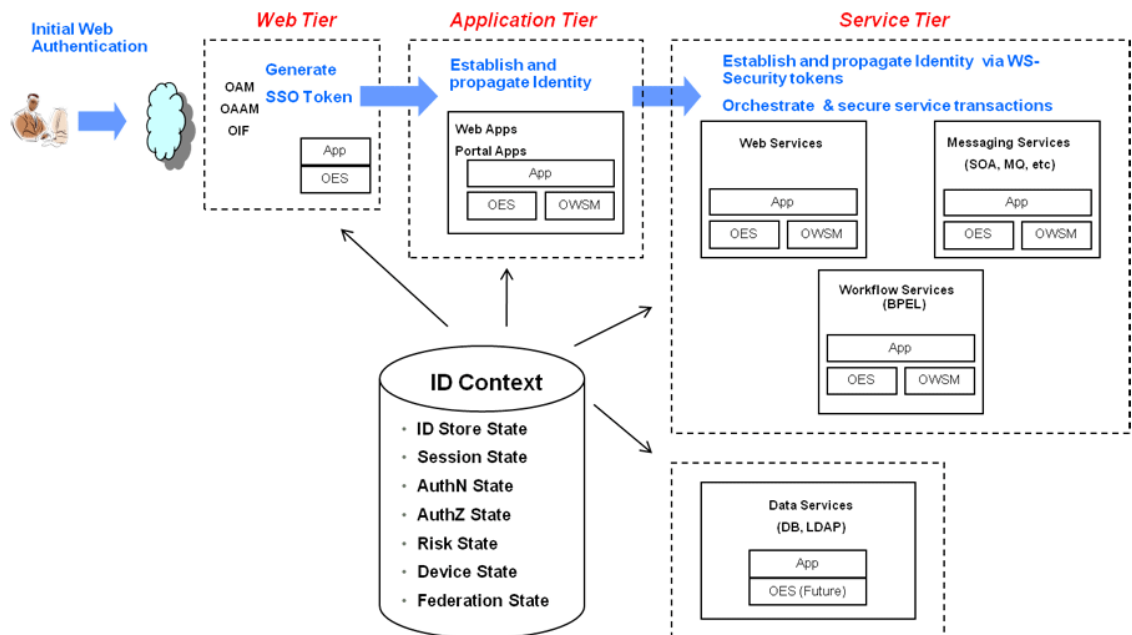 Initial Web
Authentication
Web Tier
OAM
OAAM
OIF
Generate
SSO Token
App
OES
Application Tier
Establish and
propagate Identity
Web Apps
Portal Apps
App
OES
OWSM
Service Tier
Establish and propagate Identity via WS-
Security tokens
Orchestrate & secure service transactions
Web Services
App
OES
OWSM
Messaging Services
(SOA, MQ, etc)
App
OES
OWSM
Workflow Services
(BPEL)
App
OES
OWSM
ID Context
• ID Store State
• Session State
• AuthN State
• AuthZ State
• Risk State
• Device State
• Federation State
Data Services
(DB, LDAP)
App
OES (Future)